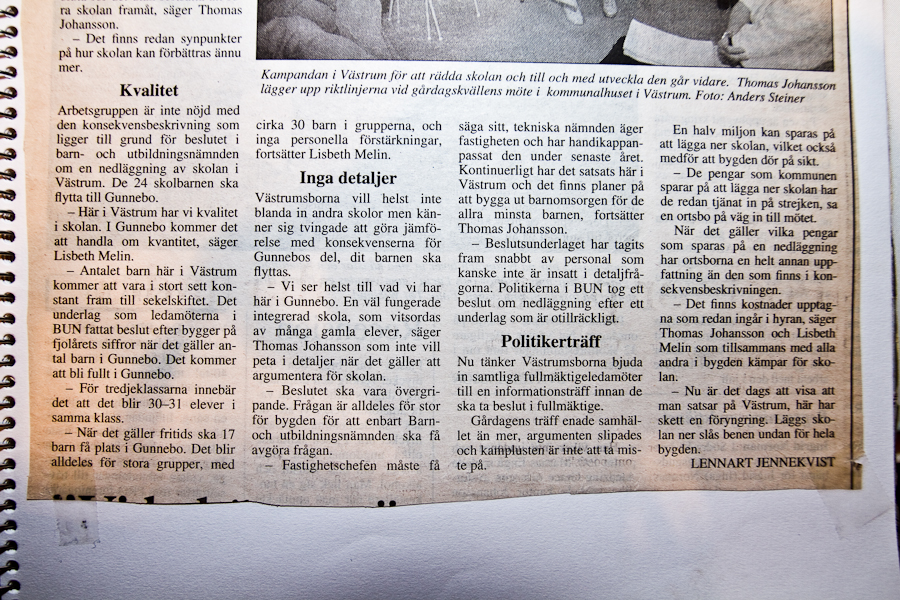 ra skolan framåt, säger Thomas
Johansson.
– Det finns redan synpunkter
på hur skolan kan förbättras ännu
mer.
Kvalitet
Arbetsgruppen är inte nöjd med
den konsekvensbeskrivning som
ligger till grund för beslutet i
barn- och utbildningsnämnden
om en nedläggning av skolan i
Västrum. De 24 skolbarnen ska
flytta till Gunnebo.
– Här i Västrum har vi kvalitet
i skolan. I Gunnebo kommer det
att handla om kvantitet, säger
Lisbeth Melin.
– Antalet barn här i Västrum
kommer att vara i stort sett kon-
stant fram till sekelskiftet. Det
underlag som ledamöterna i
BUN fattat beslut efter bygger på
fjolårets siffror när det gäller an-
tal barn i Gunnebo. Det kommer
att bli fullt i Gunnebo.
– För tredjeklassarna innebär
det att det blir 30–31 elever i
samma klass.
– När det gäller fritids ska 17
barn få plats i Gunnebo. Det blir
alldeles för stora grupper, med
Kampandan i Västrum för att rädda skolan och till och med utveckla den går vidare. Thomas Johansson
lägger upp riktlinjerna vid gårdagskvällens möte i kommunalhuset i Västrum. Foto: Anders Steiner
cirka 30 barn i grupperna, och
inga personella förstärkningar,
fortsätter Lisbeth Melin.
Inga detaljer
Västrumsborna vill helst inte
blanda in andra skolor men kän-
ner sig tvingade att göra jämfö-
relse med konsekvenserna för
Gunnebos del, dit barnen ska
flyttas.
– Vi ser helst till vad vi har
här i Gunnebo. En väl fungerade
integrerad skola, som vitsordas
av många gamla elever, säger
Thomas Johansson som inte vill
peta i detaljer när det gäller att
argumentera för skolan.
– Beslutet ska vara övergri-
pande. Frågan är alldeles för stor
för bygden för att enbart Barn-
och utbildningsnämnden ska få
avgöra frågan.
– Fastighetschefen måste få
säga sitt, tekniska nämnden äger
fastigheten och har handikappan-
passat den under senaste året.
Kontinuerligt har det satsats här i
Västrum och det finns planer på
att bygga ut barnomsorgen för de
allra minsta barnen, fortsätter
Thomas Johansson.
– Beslutsunderlaget har tagits
fram snabbt av personal som
kanske inte är insatt i detaljfrå-
gorna. Politikerna i BUN tog ett
beslut om nedläggning efter ett
underlag som är otillräckligt.
Politikerträff
Nu tänker Västrumsborna bjuda
in samtliga fullmäktigeledamöter
till en informationsträff innan de
ska ta beslut i fullmäktige.
Gårdagens träff enade samhäl-
let än mer, argumenten slipades
och kamplusten är inte att ta mis-
te på.
En halv miljon kan sparas på
att lägga ner skolan, vilket också
medför att bygden dör på sikt.
– De pengar som kommunen
sparar på att lägga ner skolan har
de redan tjänat in på strejken, sa
en ortsbo på väg in till mötet.
När det gäller vilka pengar
som sparas på en nedläggning
har ortsborna en helt annan upp-
fattning än den som finns i kon-
sekvensbeskrivningen.
– Det finns kostnader upptag-
na som redan ingår i hyran, säger
Thomas Johansson och Lisbeth
Melin som tillsammans med alla
andra i bygden kämpar för sko-
lan.
– Nu är det dags att visa att
man satsar på Västrum, här har
skett en föryngring. Läggs sko-
lan ner slås benen undan för hela
bygden.
LENNART JENNEKVIST